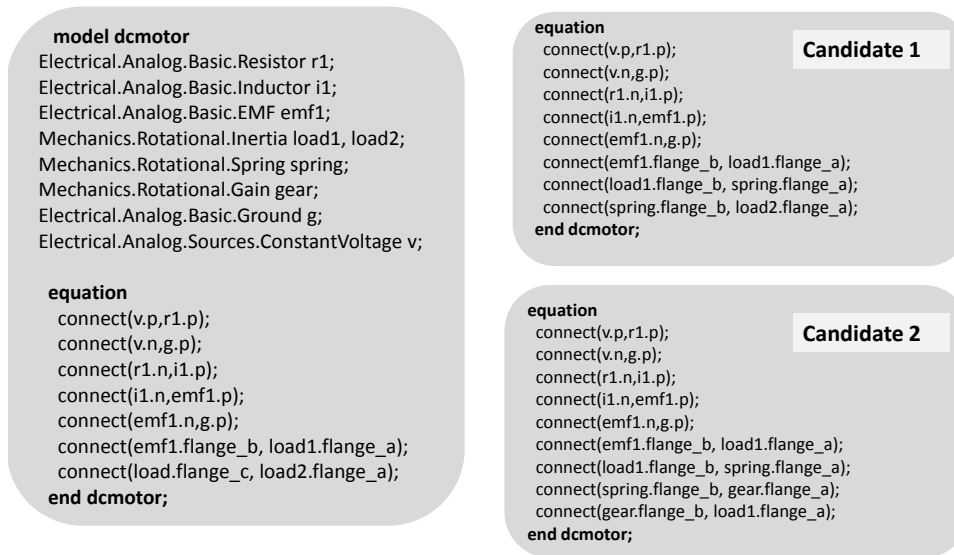 model dcmotor
Electrical.Analog.Basic.Resistor r1;
Electrical.Analog.Basic.Inductor i1;
Electrical.Analog.Basic.EMF emf1;
Mechanics.Rotational.Inertia load1, load2;
Mechanics.Rotational.Spring spring;
Mechanics.Rotational.Gain gear;
Electrical.Analog.Basic.Ground g;
Electrical.Analog.Sources.ConstantVoltage v;
equation
connect(v.p,r1.p);
connect(v.n,g.p);
connect(r1.n,i1.p);
connect(i1.n,emf1.p);
connect(emf1.n,g.p);
connect(emf1.flange_b, load1.flange_a);
connect(load.flange_c, load2.flange_a);
end dcmotor;
Candidate 1
equation
connect(v.p,r1.p);
connect(v.n,g.p);
connect(r1.n,i1.p);
connect(i1.n,emf1.p);
connect(emf1.n,g.p);
connect(emf1.flange_b, load1.flange_a);
connect(load1.flange_b, spring.flange_a);
connect(spring.flange_b, load2.flange_a);
end dcmotor;
Candidate 2
equation
connect(v.p,r1.p);
connect(v.n,g.p);
connect(r1.n,i1.p);
connect(i1.n,emf1.p);
connect(emf1.n,g.p);
connect(emf1.flange_b, load1.flange_a);
connect(load1.flange_b, spring.flange_a);
connect(spring.flange_b, gear.flange_a);
connect(gear.flange_b, load1.flange_a);
end dcmotor;